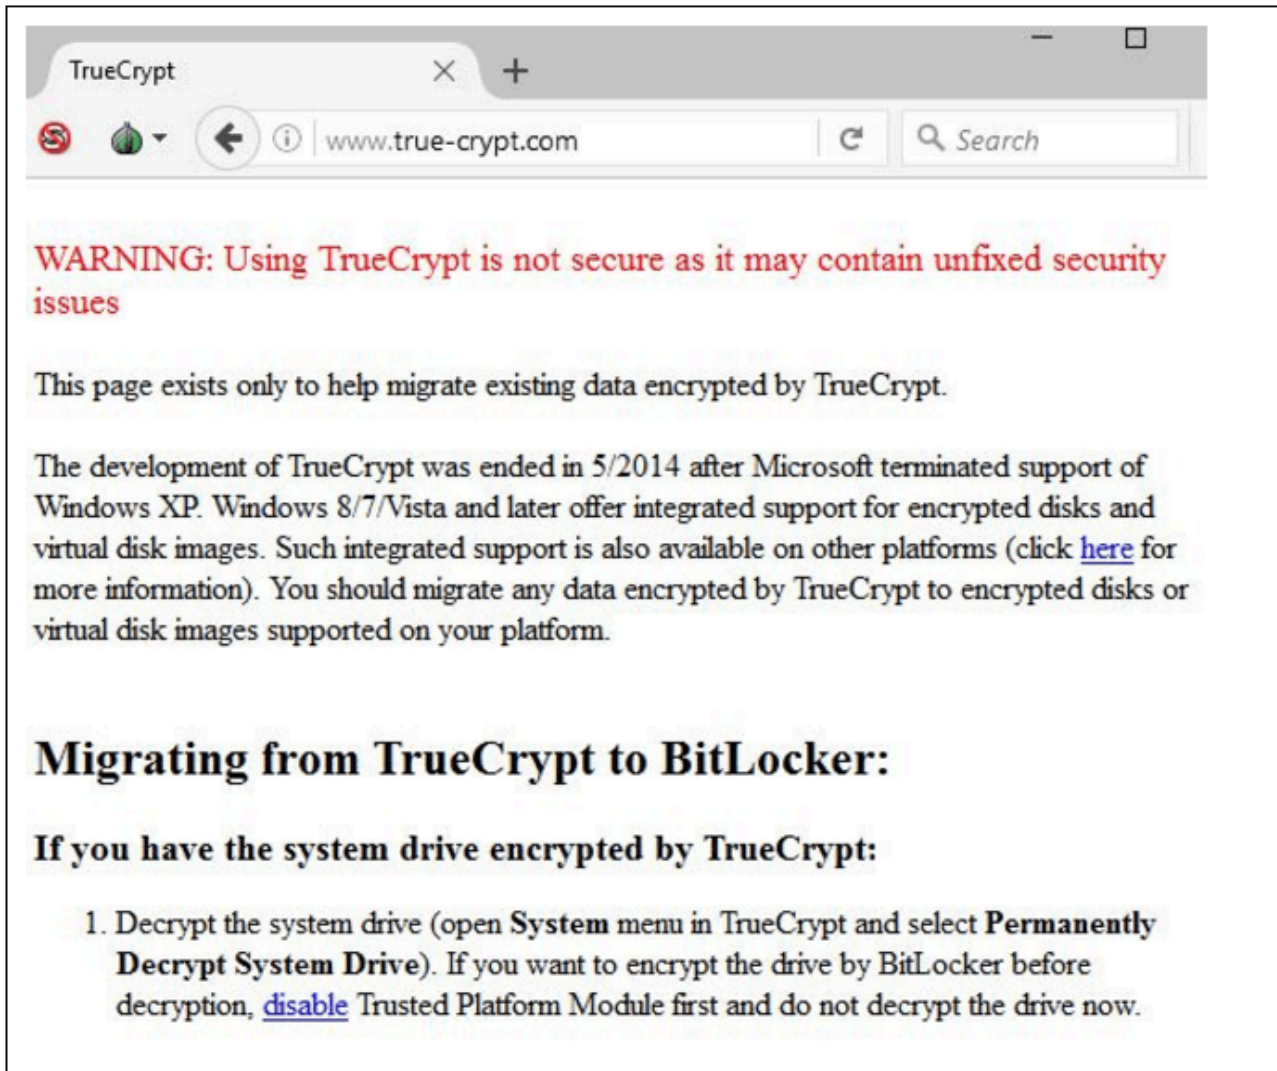 TrueCrypt
www.true-crypt.com
Search
WARNING: Using TrueCrypt is not secure as it may contain unfixed security
issues
This page exists only to help migrate existing data encrypted by TrueCrypt.
The development of TrueCrypt was ended in 5/2014 after Microsoft terminated support of
Windows XP. Windows 8/7/Vista and later offer integrated support for encrypted disks and
virtual disk images. Such integrated support is also available on other platforms (click here for
more information). You should migrate any data encrypted by TrueCrypt to encrypted disks or
virtual disk images supported on your platform.
Migrating from TrueCrypt to BitLocker:
If you have the system drive encrypted by TrueCrypt:
1. Decrypt the system drive (open System menu in TrueCrypt and select Permanently
Decrypt System Drive). If you want to encrypt the drive by BitLocker before
decryption, disable Trusted Platform Module first and do not decrypt the drive now.